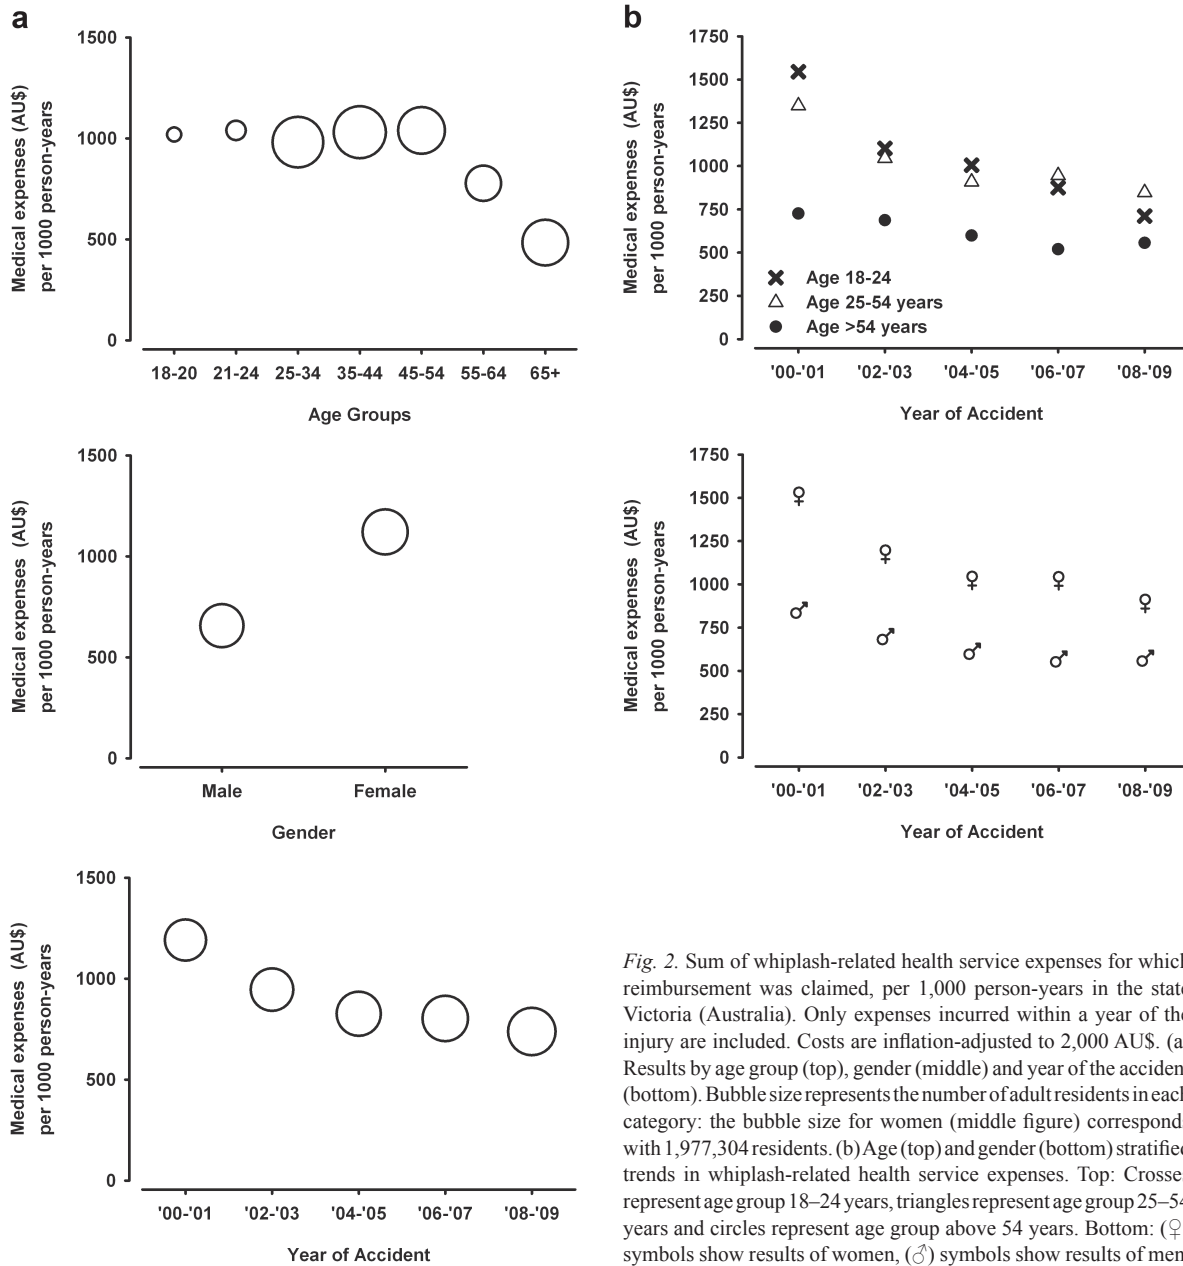 a
Medical expenses (AU$)
per 1000 person-years
1500
1000
500
0
18-20 21-24 25-34 35-44 45-54 55-64 65+
Age Groups
b
Medical expenses (AU$)
per 1000 person-years
1750
1500
1250
1000
750
500
250
0
Age 18-24
Age 25-54 years
Age >54 years
'00-'01 '02-'03 '04-'05 '06-'07 '08-'09
Year of Accident
Medical expenses (AU$)
per 1000 person-years
1500
1000
500
0
Male Female
Gender
Medical expenses (AU$)
per 1000 person-years
1750
1500
1250
1000
750
500
250
0
♀ ♀ ♀ ♀ ♀
♂ ♂ ♂ ♂ ♂
'00-'01 '02-'03 '04-'05 '06-'07 '08-'09
Year of Accident
Medical expenses (AU$)
per 1000 person-years
1500
1000
500
0
'00-'01 '02-'03 '04-'05 '06-'07 '08-'09
Year of Accident
Fig. 2. Sum of whiplash-related health service expenses for which
reimbursement was claimed, per 1,000 person-years in the state
Victoria (Australia). Only expenses incurred within a year of the
injury are included. Costs are inflation-adjusted to 2,000 AU$. (a
Results by age group (top), gender (middle) and year of the acciden
(bottom). Bubble size represents the number of adult residents in each
category: the bubble size for women (middle figure) correspond
with 1,977,304 residents. (b) Age (top) and gender (bottom) stratified
trends in whiplash-related health service expenses. Top: Crosse
represent age group 18–24 years, triangles represent age group 25–54
years and circles represent age group above 54 years. Bottom: (♀
symbols show results of women, (♂) symbols show results of men